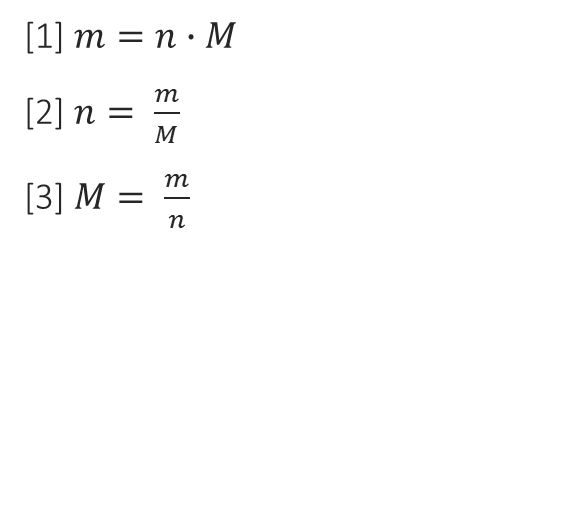 [1] m = n · M
[2] n = m/M
[3] M = m/n